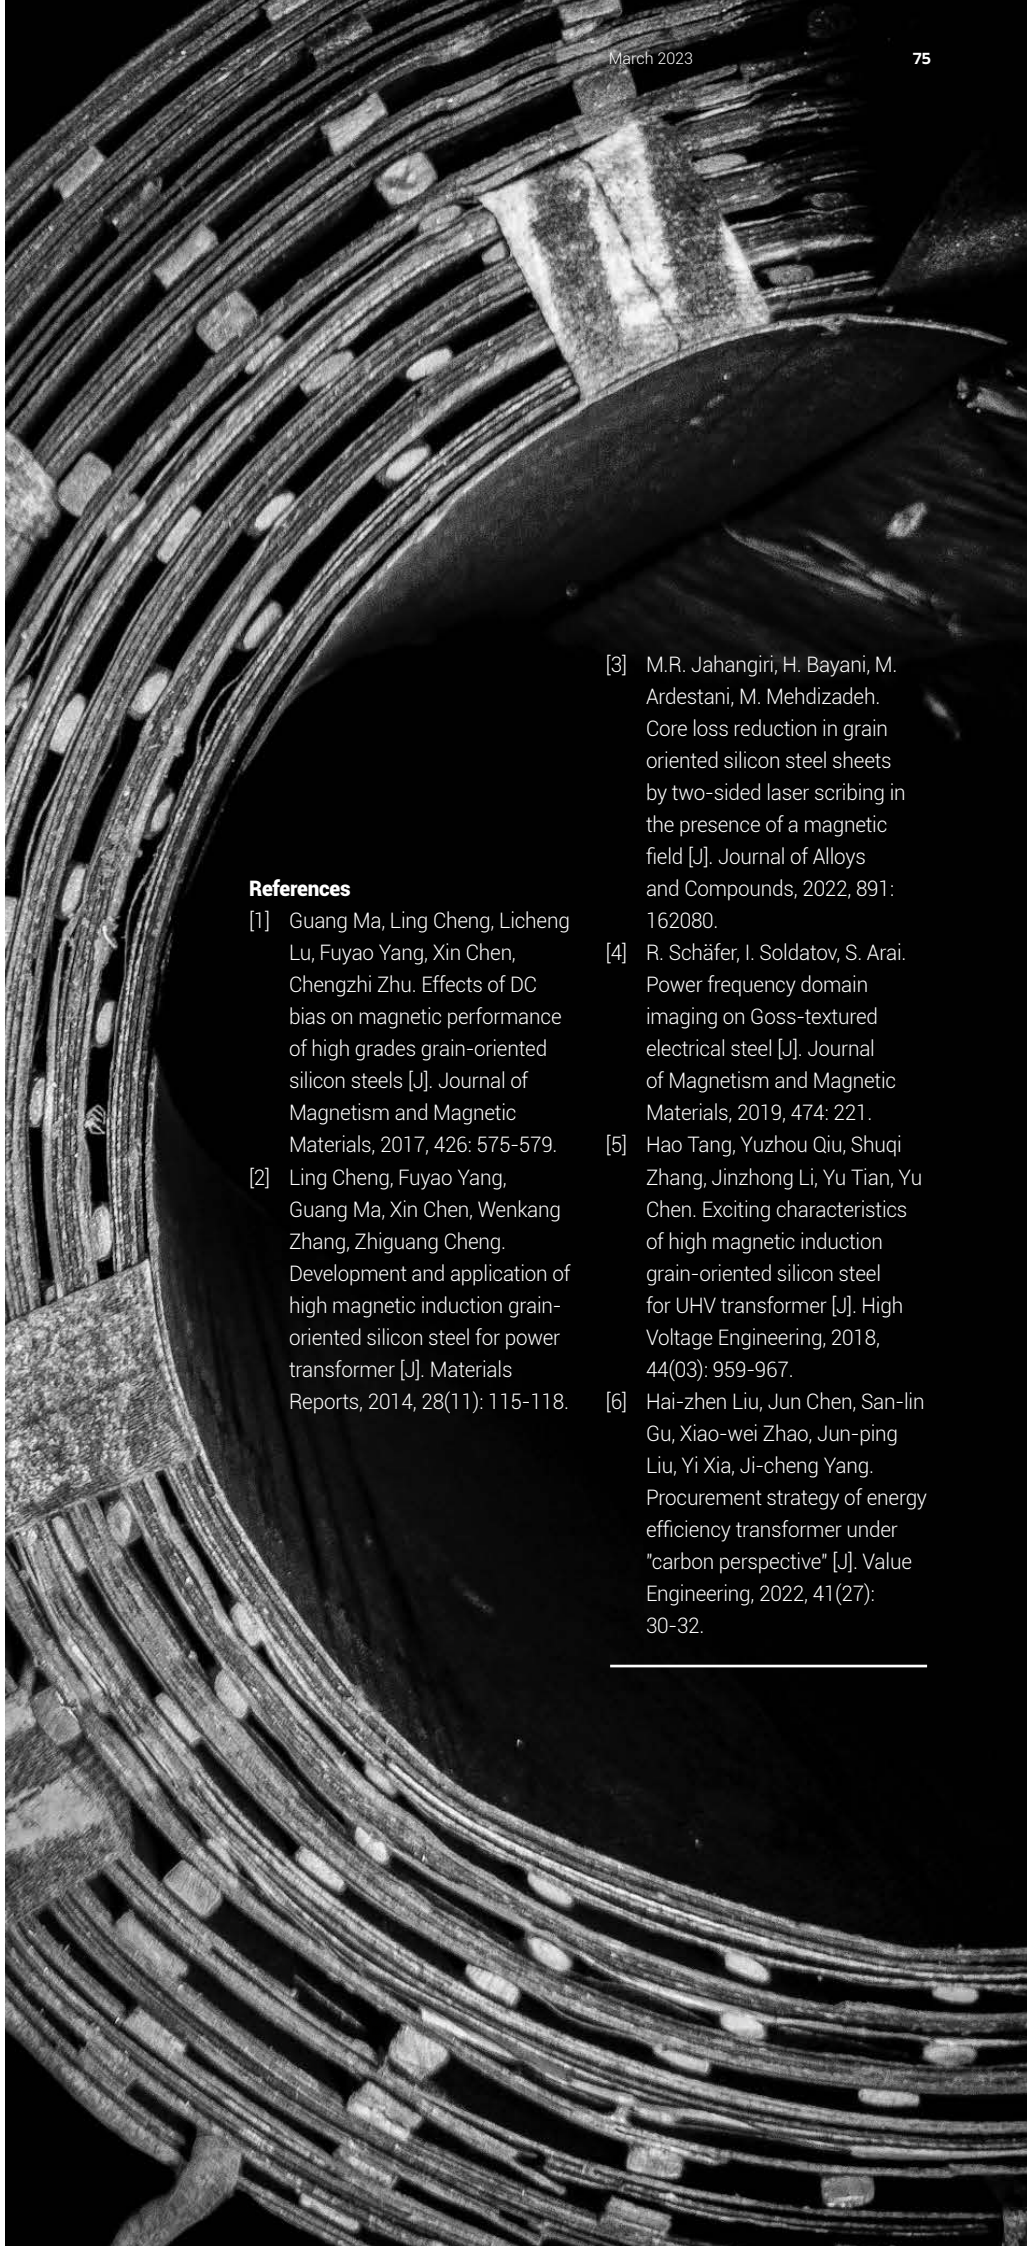 March 2023
75
References
[1] Guang Ma, Ling Cheng, Licheng
Lu, Fuyao Yang, Xin Chen,
Chengzhi Zhu. Effects of DC
bias on magnetic performance
of high grades grain-oriented
silicon steels [J]. Journal of
Magnetism and Magnetic
Materials, 2017, 426: 575-579.
[2] Ling Cheng, Fuyao Yang,
Guang Ma, Xin Chen, Wenkang
Zhang, Zhiguang Cheng.
Development and application of
high magnetic induction grain-
oriented silicon steel for power
transformer [J]. Materials
Reports, 2014, 28(11): 115-118.
[3] M.R. Jahangiri, H. Bayani, M.
Ardestani, M. Mehdizadeh.
Core loss reduction in grain
oriented silicon steel sheets
by two-sided laser scribing in
the presence of a magnetic
field [J]. Journal of Alloys
and Compounds, 2022, 891:
162080.
[4] R. Schäfer, I. Soldatov, S. Arai.
Power frequency domain
imaging on Goss-textured
electrical steel [J]. Journal
of Magnetism and Magnetic
Materials, 2019, 474: 221.
[5] Hao Tang, Yuzhou Qiu, Shuqi
Zhang, Jinzhong Li, Yu Tian, Yu
Chen. Exciting characteristics
of high magnetic induction
grain-oriented silicon steel
for UHV transformer [J]. High
Voltage Engineering, 2018,
44(03): 959-967.
[6] Hai-zhen Liu, Jun Chen, San-lin
Gu, Xiao-wei Zhao, Jun-ping
Liu, Yi Xia, Ji-cheng Yang.
Procurement strategy of energy
efficiency transformer under
"carbon perspective" [J]. Value
Engineering, 2022, 41(27):
30-32.